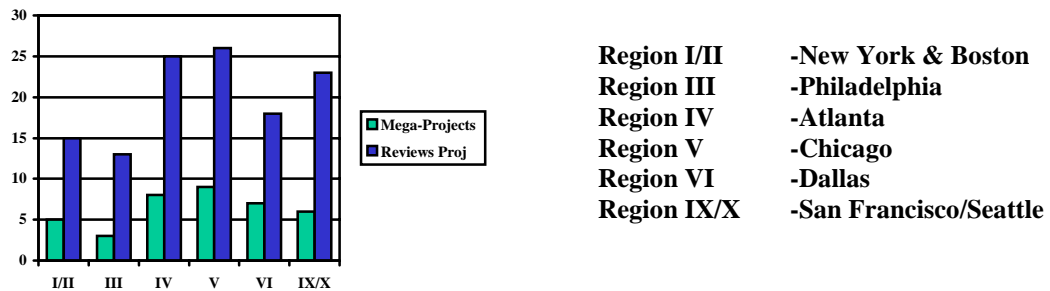 30
25
20
15
10
5
0
I/II III IV V VI IX/X
Mega-Projects
Reviews Proj
Region I/II -New York & Boston
Region III -Philadelphia
Region IV -Atlanta
Region V -Chicago
Region VI -Dallas
Region IX/X -San Francisco/Seattle